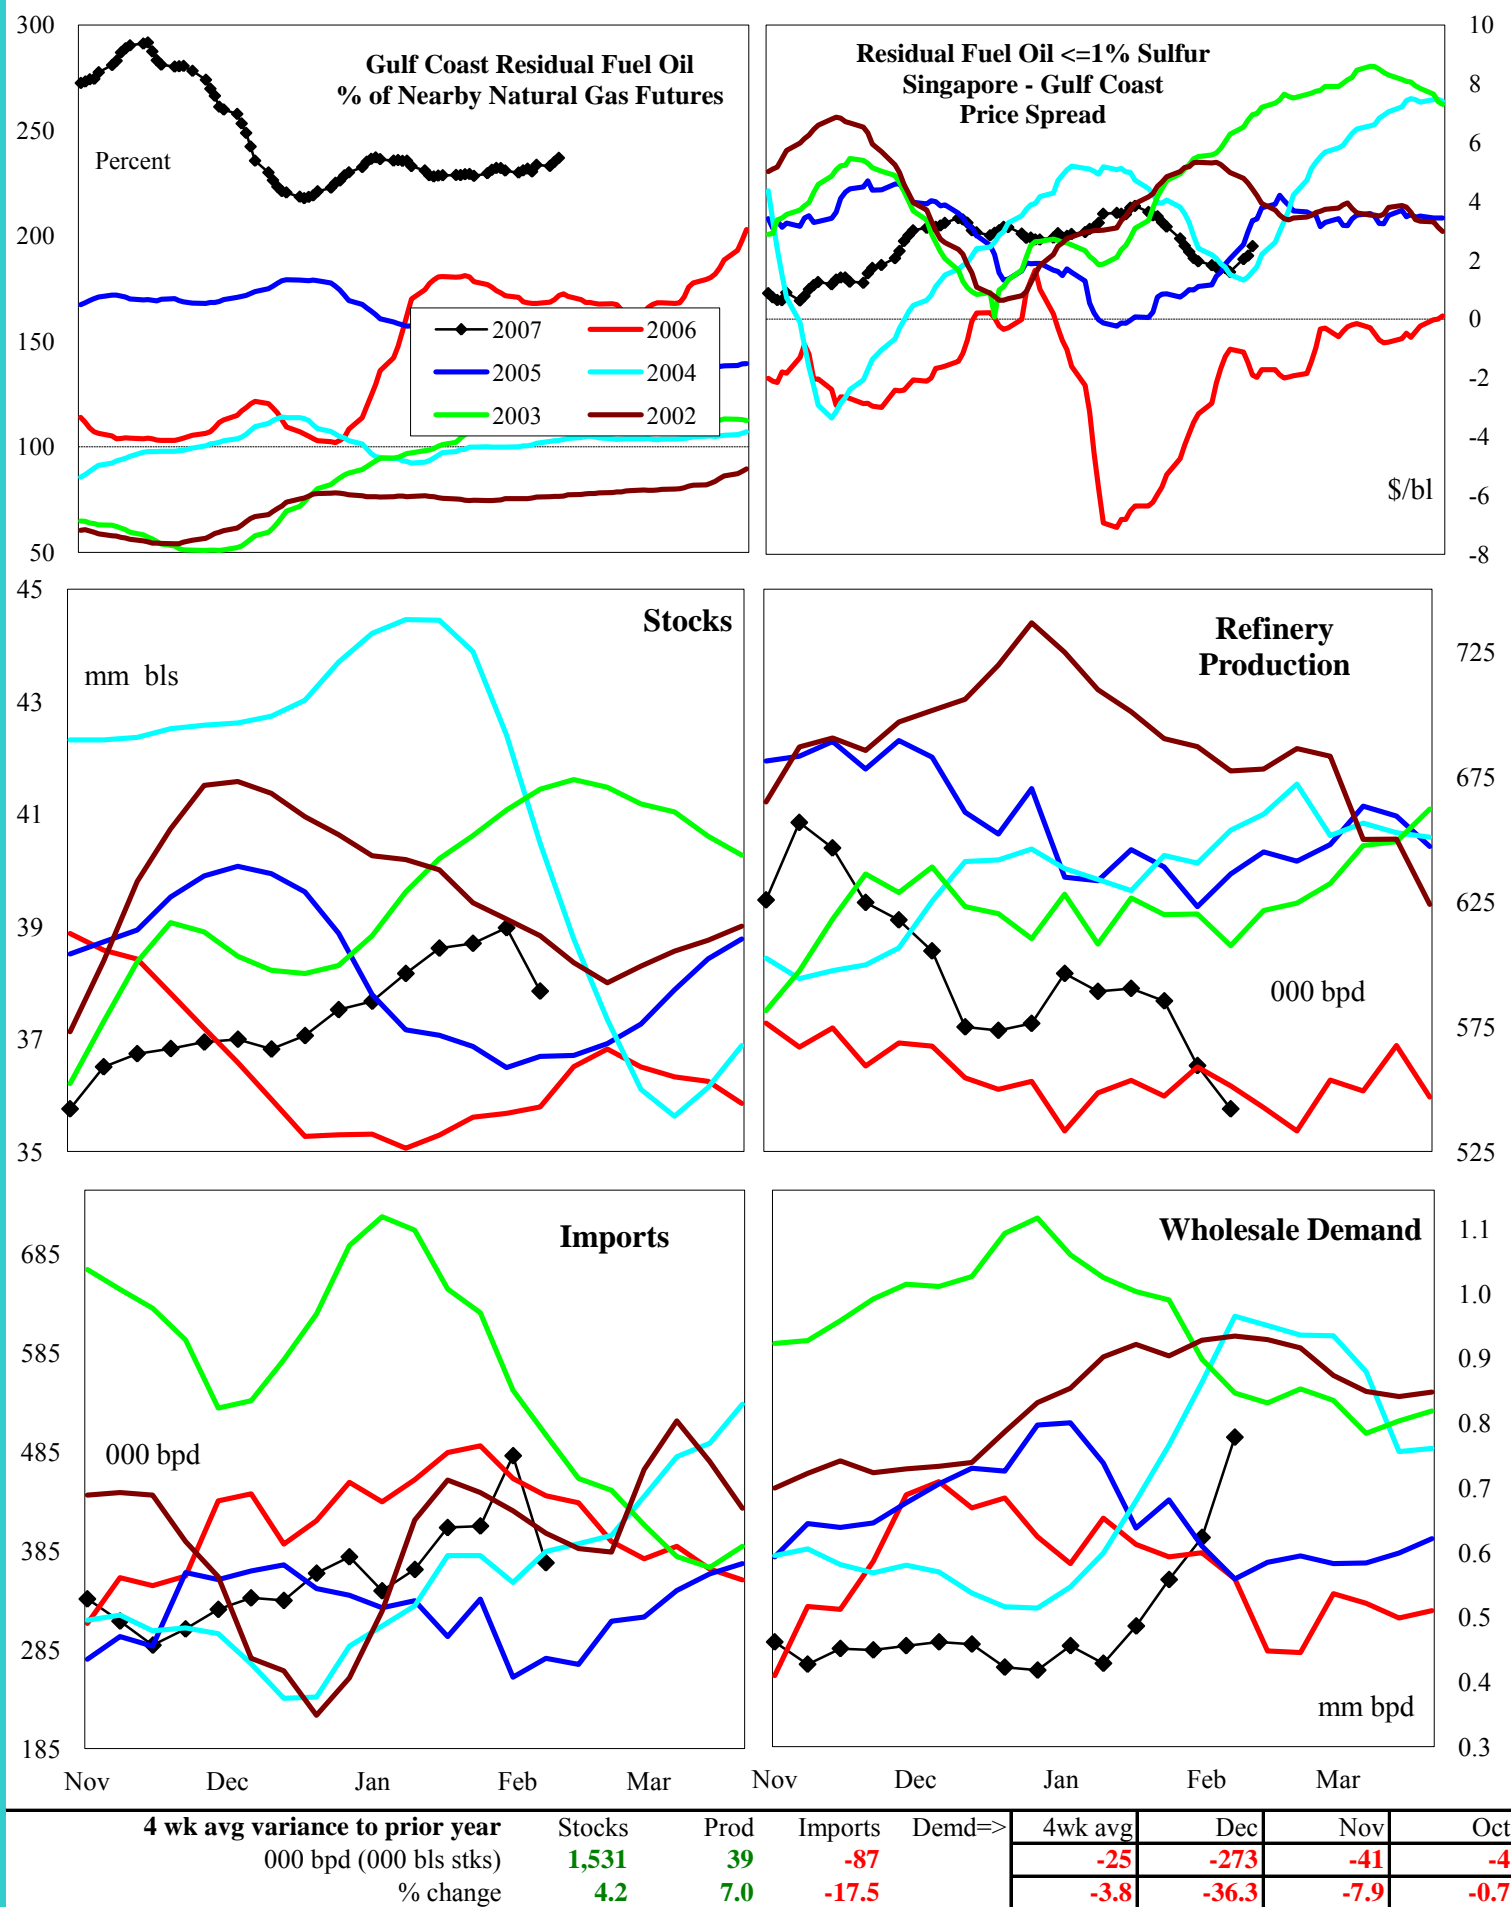 300
250
200
150
100
50
Gulf Coast Residual Fuel Oil
% of Nearby Natural Gas Futures
Percent
2007
2006
2005
2004
2003
2002
Residual Fuel Oil <=1% Sulfur
Singapore - Gulf Coast
Price Spread
$/bl
10
8
6
4
2
0
-2
-4
-6
-8
45
43
41
39
37
35
Stocks
mm bls
Refinery
Production
000 bpd
725
675
625
575
525
685
585
485
385
285
185
Imports
000 bpd
Nov Dec Jan Feb Mar
Wholesale Demand
mm bpd
1.1
1.0
0.9
0.8
0.7
0.6
0.5
0.4
0.3
Nov Dec Jan Feb Mar
4 wk avg variance to prior year Stocks Prod Imports Demd=> 4wk avg Dec Nov Oct
000 bpd (000 bls stks) 1,531 39 -87 -25 -273 -41 -4
% change 4.2 7.0 -17.5 -3.8 -36.3 -7.9 -0.7